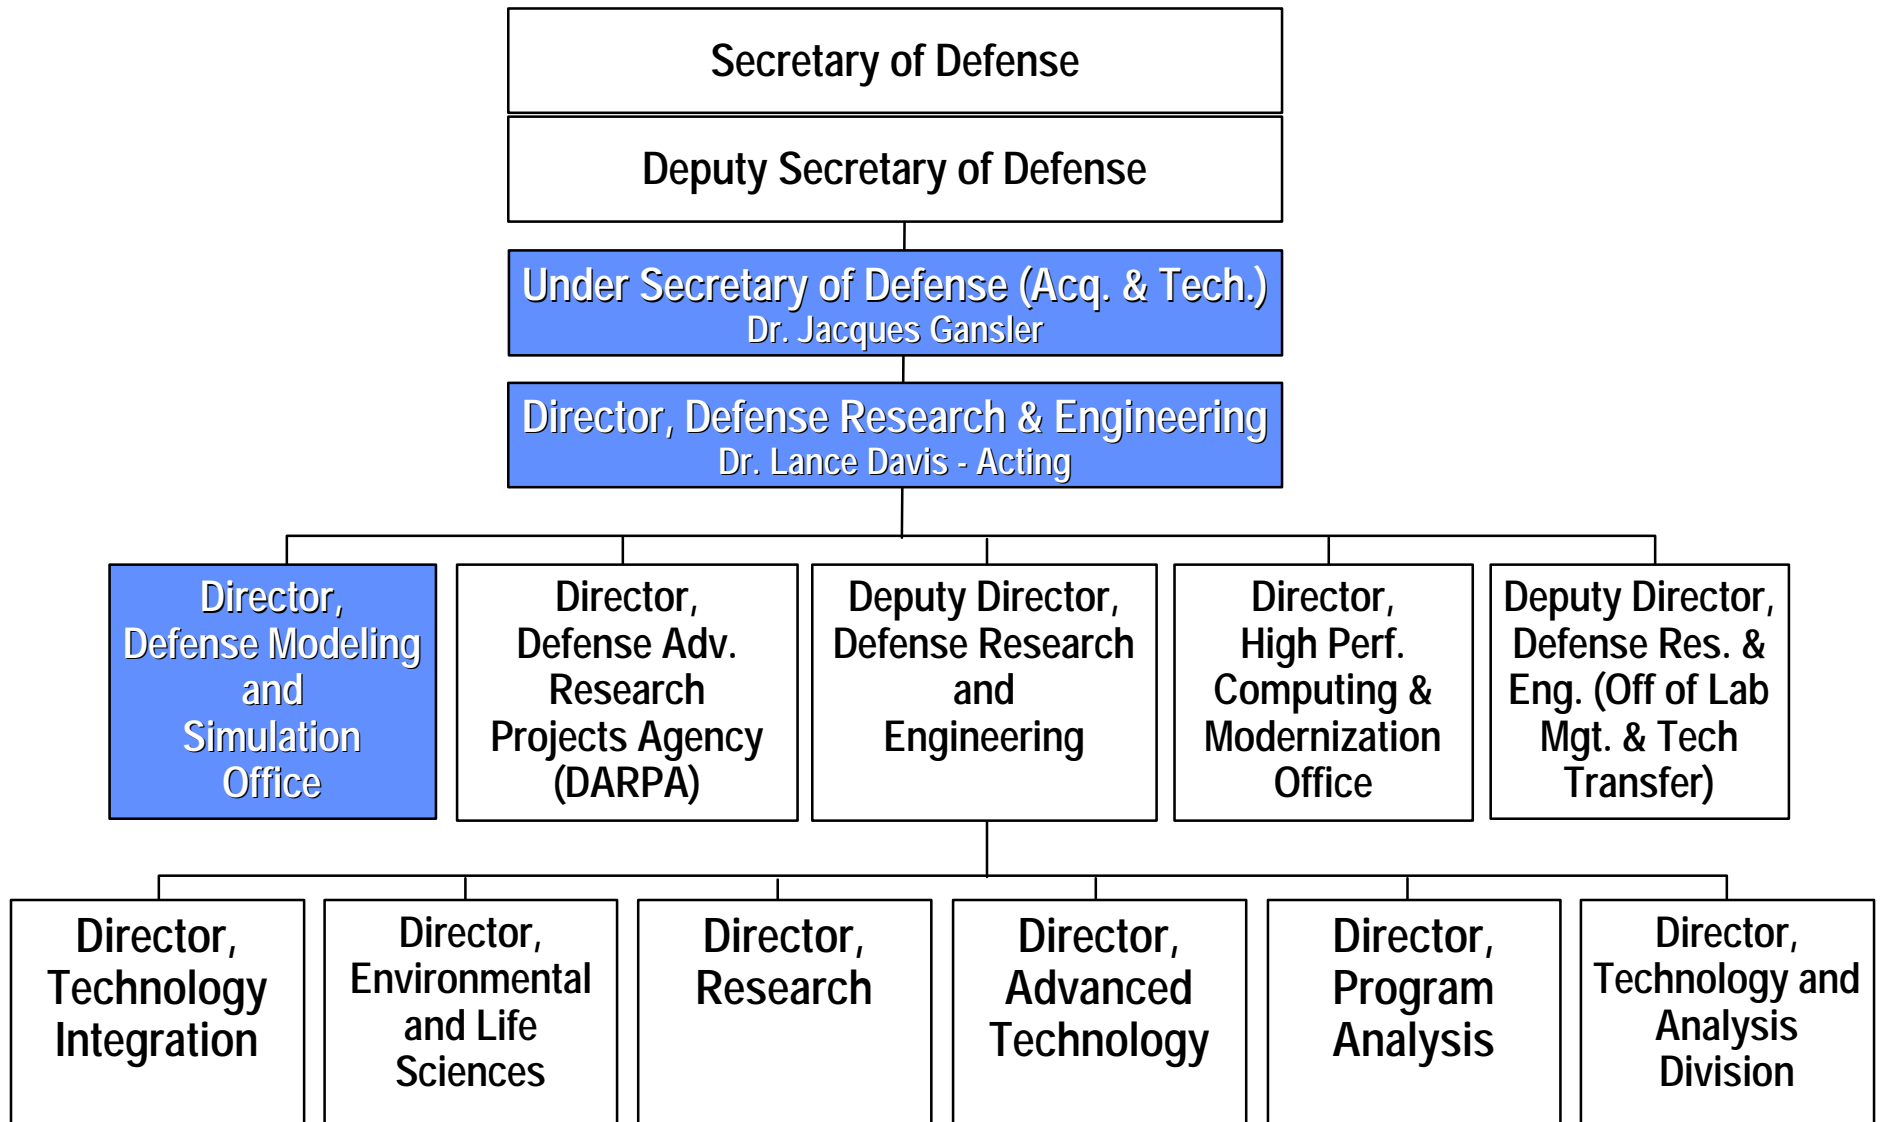 Secretary of Defense
Deputy Secretary of Defense
Under Secretary of Defense (Acq. & Tech.)
Dr. Jacques Gansler
Director, Defense Research & Engineering
Dr. Lance Davis - Acting
Director,
Defense Modeling
and
Simulation
Office
Director,
Defense Adv.
Research
Projects Agency
(DARPA)
Deputy Director,
Defense Research
and
Engineering
Director,
High Perf.
Computing &
Modernization
Office
Deputy Director,
Defense Res. &
Eng. (Off of Lab
Mgt. & Tech
Transfer)
Director,
Technology
Integration
Director,
Environmental
and Life
Sciences
Director,
Research
Director,
Advanced
Technology
Director,
Program
Analysis
Director,
Technology and
Analysis
Division